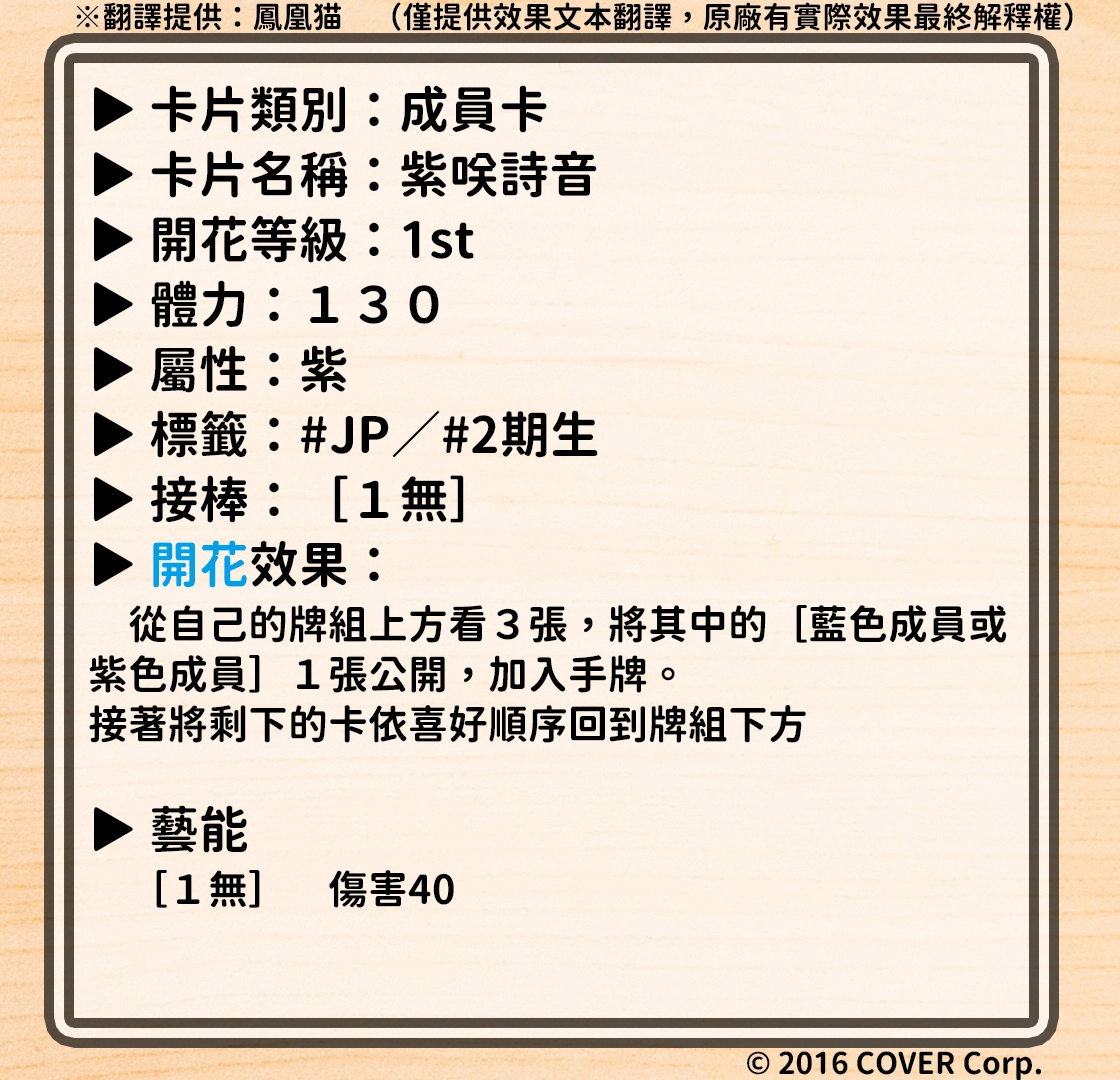 ※翻譯提供：鳳凰猫　（僅提供效果文本翻譯，原廠有實際效果最終解釋權）
▶ 卡片類別：成員卡
▶ 卡片名稱：紫咲詩音
▶ 開花等級：1st
▶ 體力：１３０
▶ 屬性：紫
▶ 標籤：#JP／#2期生
▶ 接棒：［１無］
▶ 開花效果：
從自己的牌組上方看３張，將其中的［藍色成員或
紫色成員］１張公開，加入手牌。
接著將剩下的卡依喜好順序回到牌組下方
▶ 藝能
［１無］　傷害40
© 2016 COVER Corp.